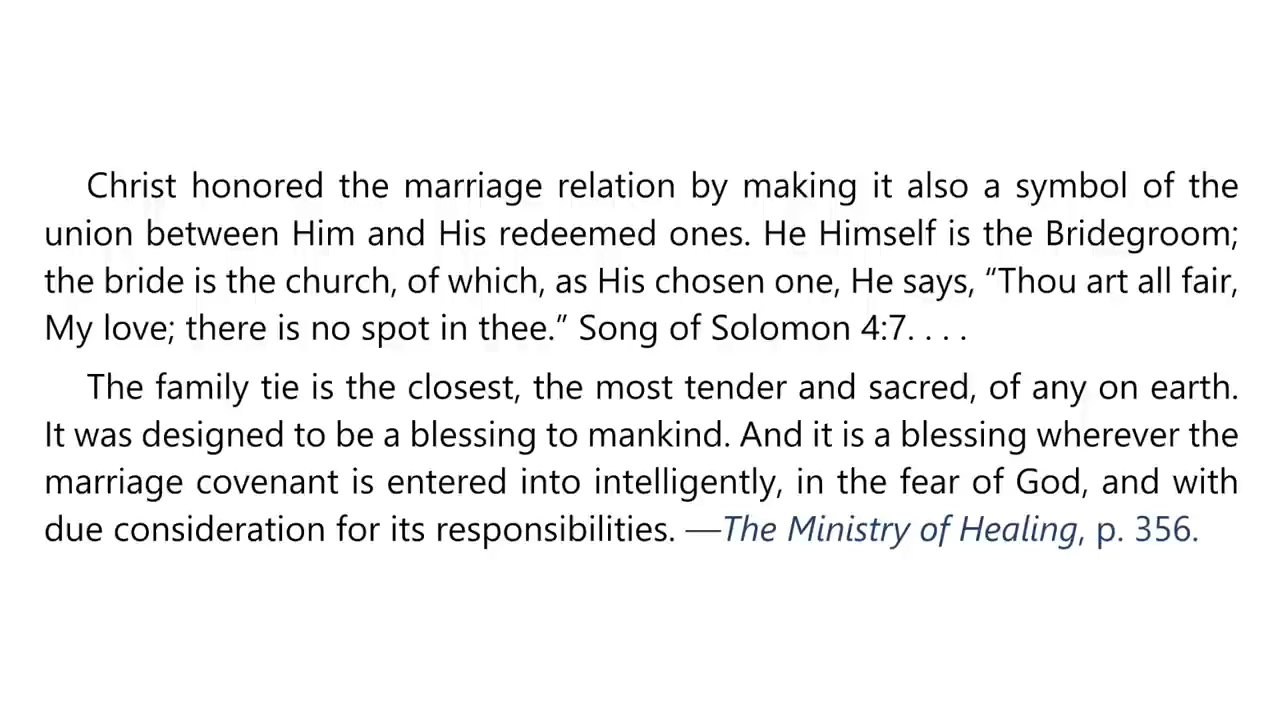 Christ honored the marriage relation by making it also a symbol of the
union between Him and His redeemed ones. He Himself is the Bridegroom;
the bride is the church, of which, as His chosen one, He says, “Thou art all fair,
My love; there is no spot in thee.” Song of Solomon 4:7. . . .
The family tie is the closest, the most tender and sacred, of any on earth.
It was designed to be a blessing to mankind. And it is a blessing wherever the
marriage covenant is entered into intelligently, in the fear of God, and with
due consideration for its responsibilities. —The Ministry of Healing, p. 356.